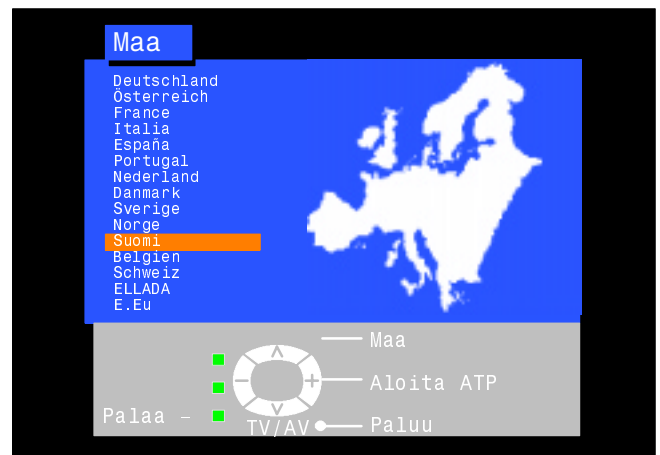 Maa
Deutschland
Österreich
France
Italia
España
Portugal
Nederland
Danmark
Sverige
Norge
Suomi
Belgien
Schweiz
ELLADA
E.Eu
Maa
Aloita ATP
Palaa -
TV/AV
Paluu